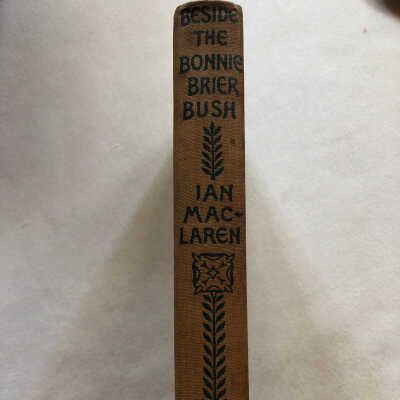 BESIDE
THE
BONNIE
BRIER
BUSH
IAN
MAC-
LAREN